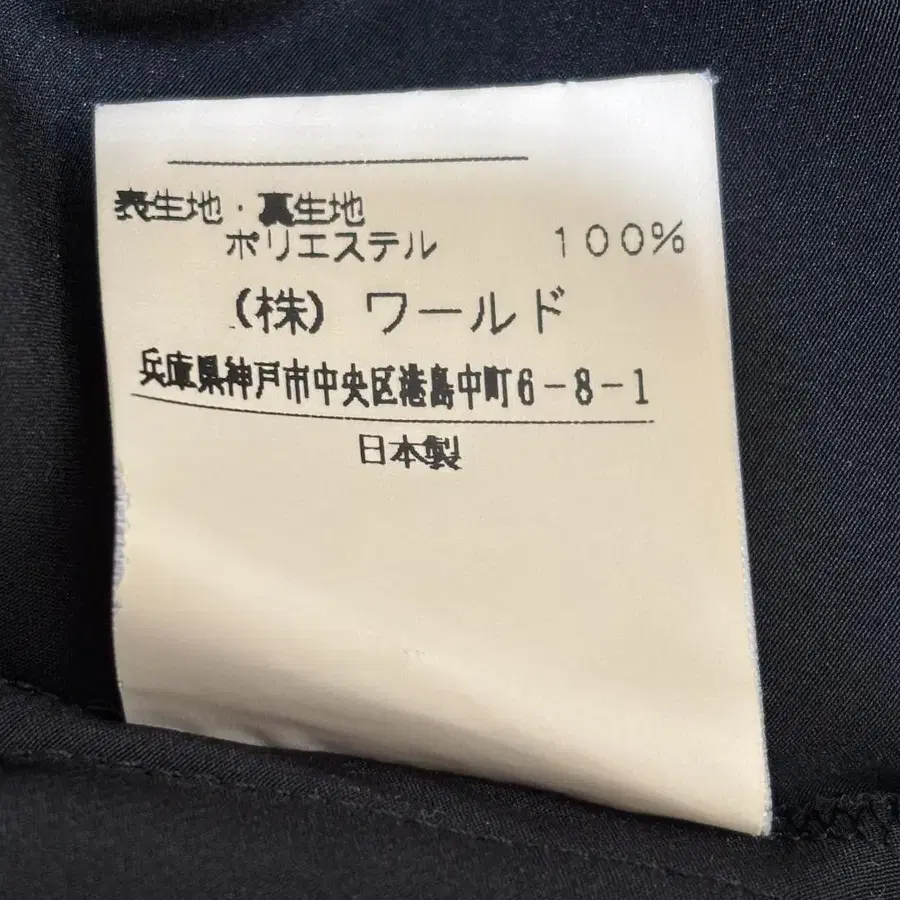 表生地・裏生地
ポリエステル 100%
(株) ワールド
兵庫県神戸市中央区港島中町6-8-1
日本製